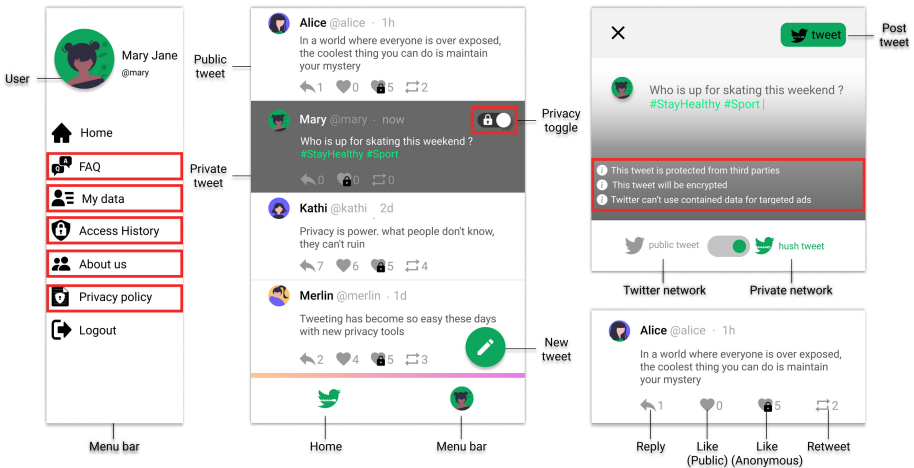 User
Mary Jane
@mary
Home
FAQ
My data
Access History
About us
Privacy policy
Logout
Menu bar
Public
tweet
Private
tweet
Alice @alice · 1h
In a world where everyone is over exposed,
the coolest thing you can do is maintain
your mystery
1 0 5 2
Mary @mary · now
Who is up for skating this weekend ?
#StayHealthy #Sport
0 0 0
Kathi @kathi · 2d
Privacy is power. what people don't know,
they can't ruin
7 6 5 4
Merlin @merlin · 1d
Tweeting has become so easy these days
with new privacy tools
2 4 5 3
Privacy
toggle
New
tweet
Home
Menu bar
tweet
Post
tweet
Who is up for skating this weekend ?
#StayHealthy #Sport
This tweet is protected from third parties
This tweet will be encrypted
Twitter can't use contained data for targeted ads
public tweet
hush tweet
Twitter network
Private network
Alice @alice · 1h
In a world where everyone is over exposed,
the coolest thing you can do is maintain
your mystery
1 0 5 2
Reply
Like
(Public)
Like
(Anonymous)
Retweet